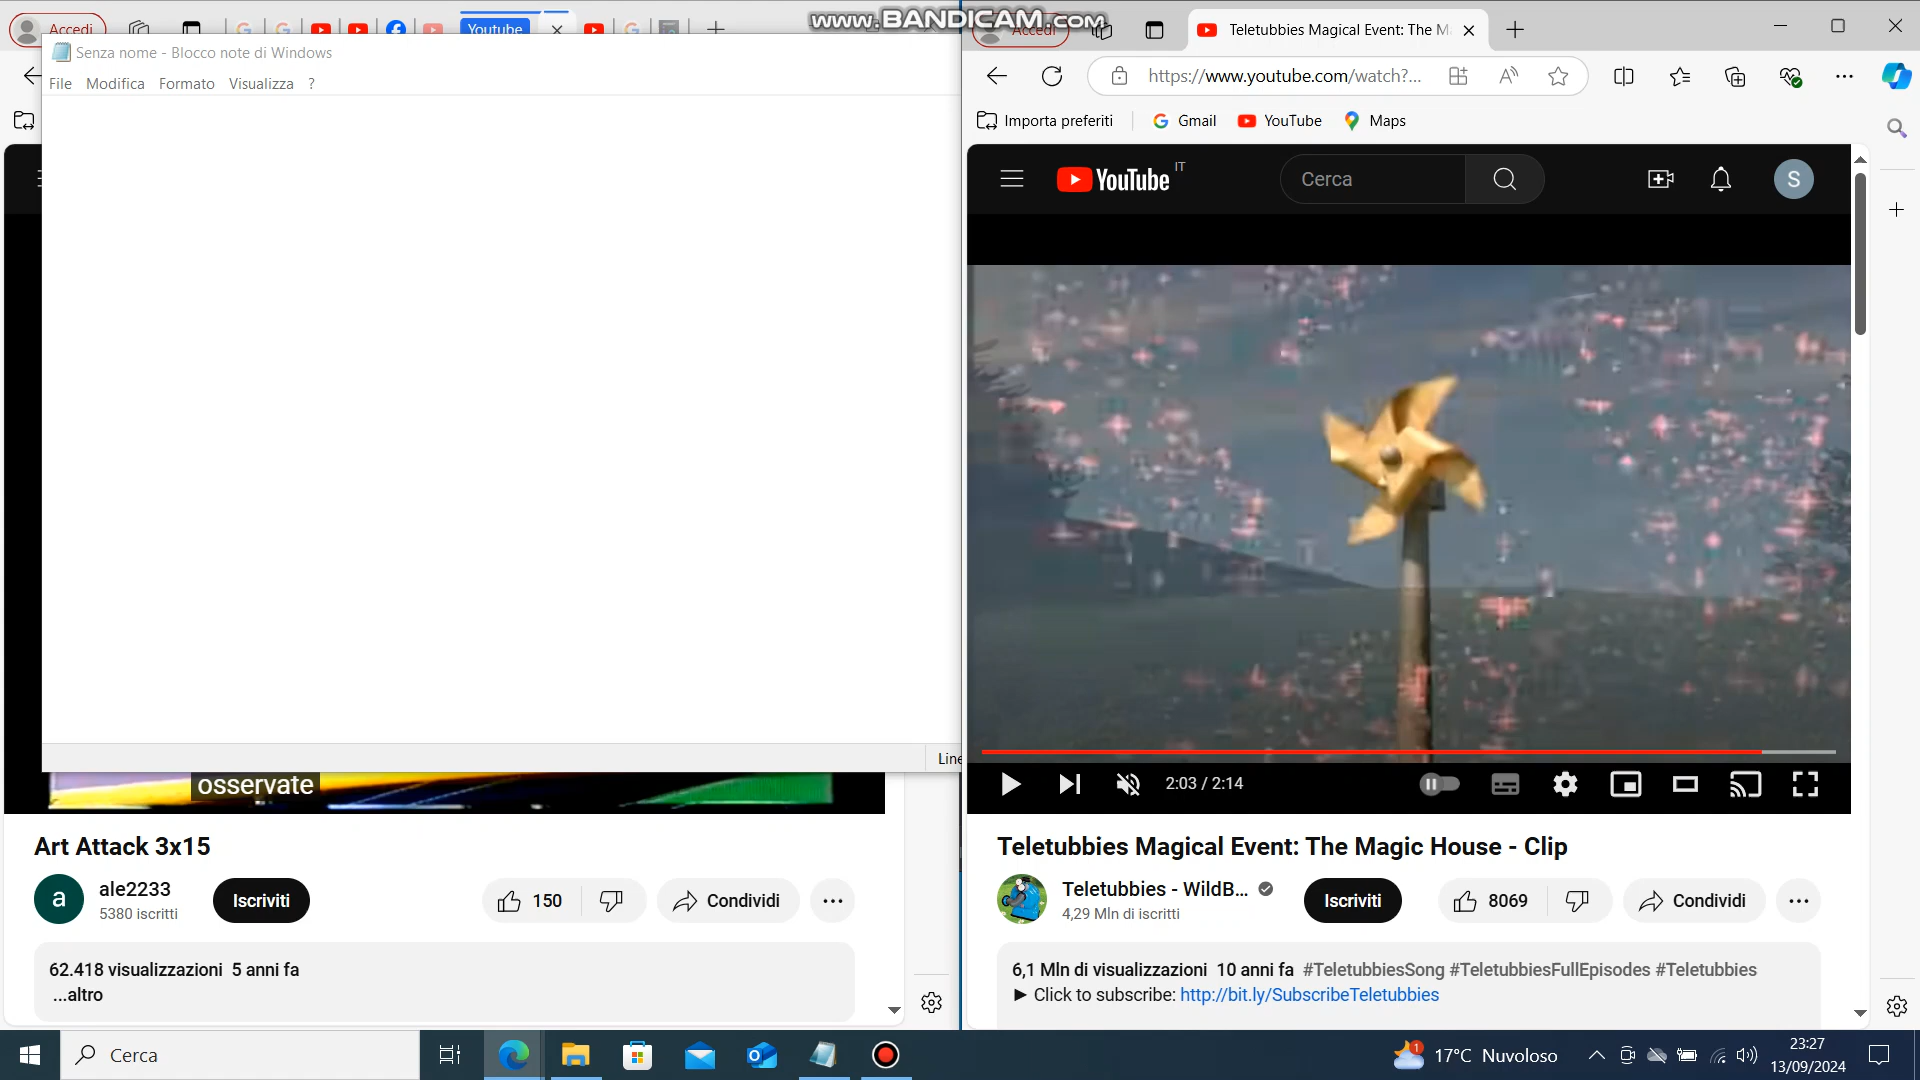 www.BANDICAM.com
Accedi
Youtube
Senza nome - Blocco note di Windows
File Modifica Formato Visualizza ?
Line
osservate
Art Attack 3x15
a
ale2233
5380 iscritti
Iscriviti
150
Condividi
62.418 visualizzazioni 5 anni fa
...altro
Accedi
Teletubbies Magical Event: The M
https://www.youtube.com/watch?...
Importa preferiti
Gmail
YouTube
Maps
YouTube IT
Cerca
S
2:03 / 2:14
Teletubbies Magical Event: The Magic House - Clip
Teletubbies - WildB...
4,29 Mln di iscritti
Iscriviti
8069
Condividi
6,1 Mln di visualizzazioni 10 anni fa #TeletubbiesSong #TeletubbiesFullEpisodes #Teletubbies
► Click to subscribe: http://bit.ly/SubscribeTeletubbies
Cerca
1
17°C Nuvoloso
23:27
13/09/2024